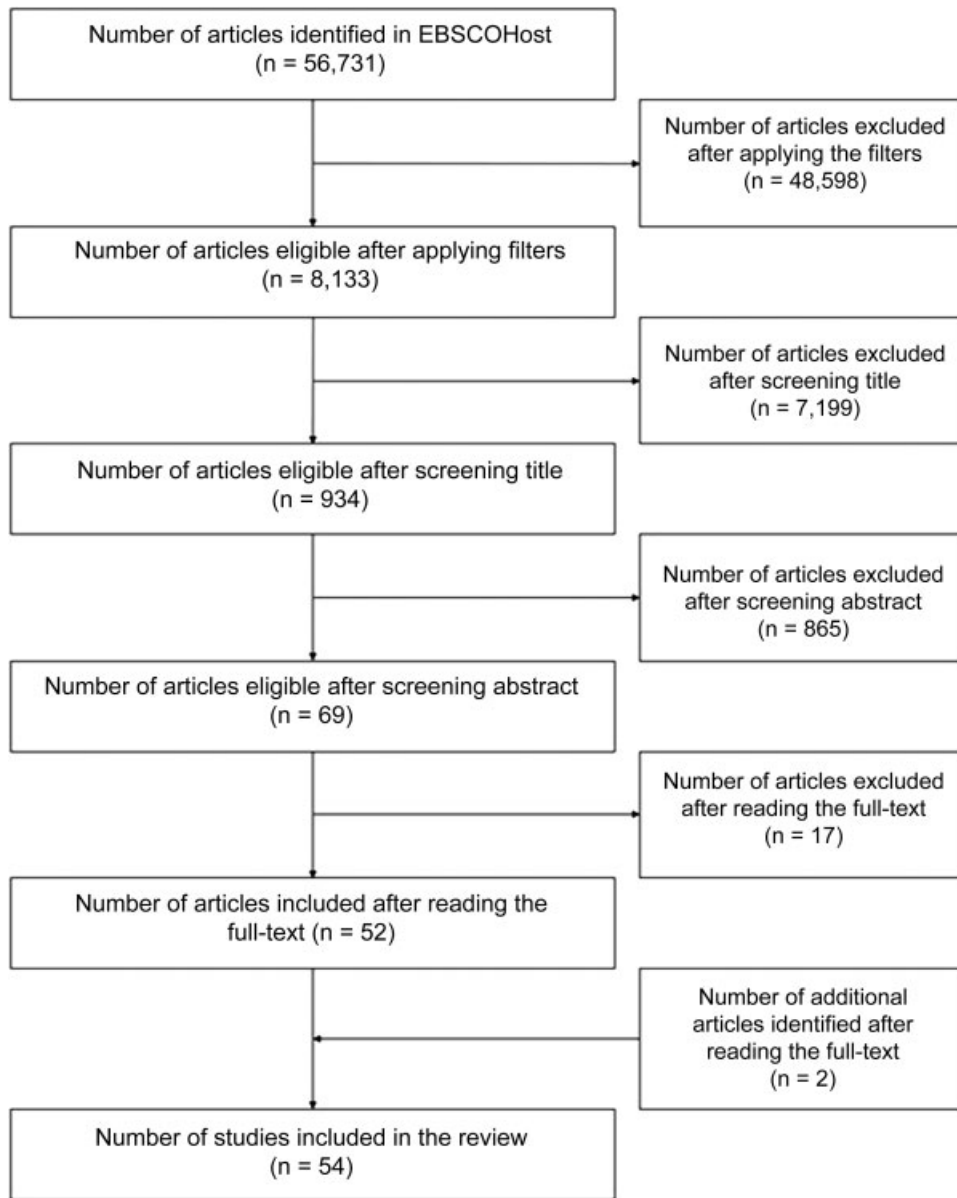 Number of articles identified in EBSCOHost
(n = 56,731)
Number of articles excluded
after applying the filters
(n = 48,598)
Number of articles eligible after applying filters
(n = 8,133)
Number of articles excluded
after screening title
(n = 7,199)
Number of articles eligible after screening title
(n = 934)
Number of articles excluded
after screening abstract
(n = 865)
Number of articles eligible after screening abstract
(n = 69)
Number of articles excluded
after reading the full-text
(n = 17)
Number of articles included after reading the
full-text (n = 52)
Number of additional
articles identified after
reading the full-text
(n = 2)
Number of studies included in the review
(n = 54)